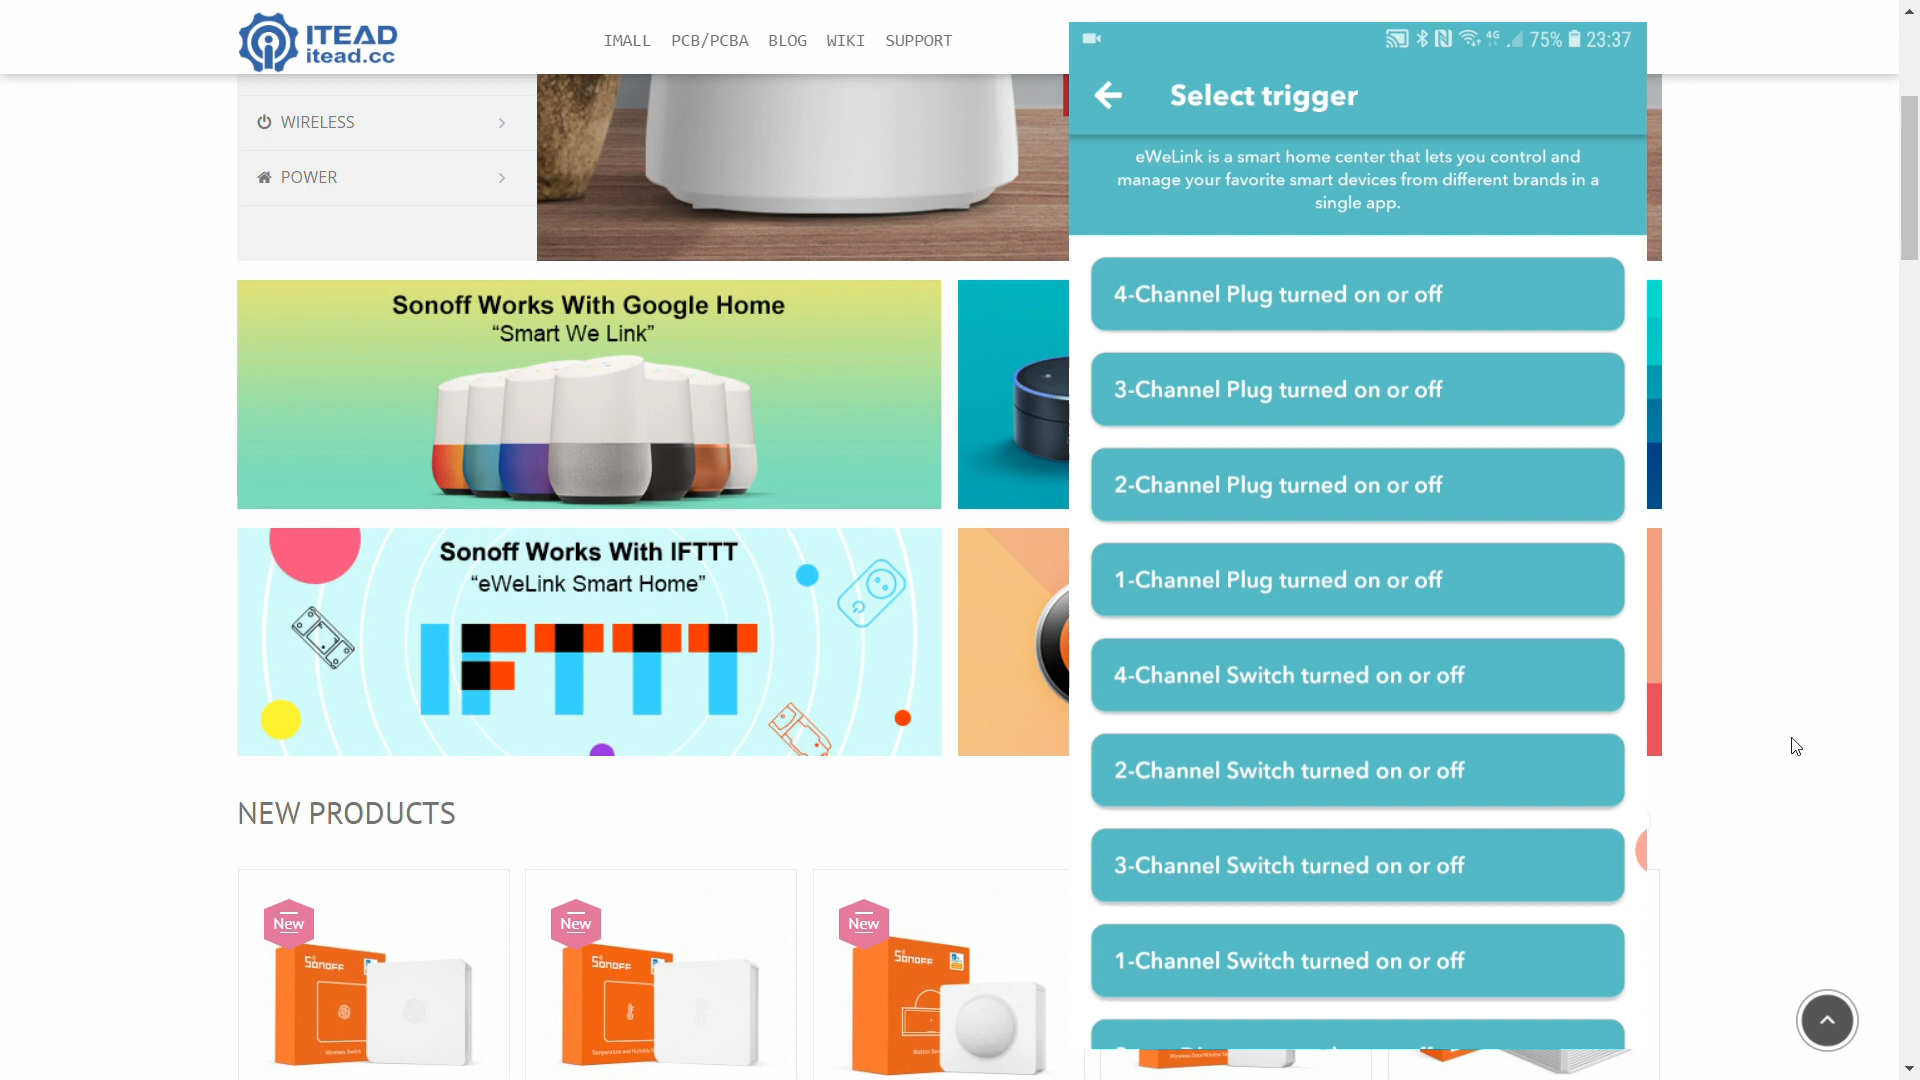 ITEAD
itead.cc
IMALL PCB/PCBA BLOG WIKI SUPPORT
WIRELESS
POWER
Sonoff Works With Google Home
“Smart We Link”
Sonoff Works With IFTTT
“eWeLink Smart Home”
IFTTT
NEW PRODUCTS
New
SONOFF
Wireless Switch
New
SONOFF
New
SONOFF
4G 75% 23:37
Select trigger
eWeLink is a smart home center that lets you control and
manage your favorite smart devices from different brands in a
single app.
4-Channel Plug turned on or off
3-Channel Plug turned on or off
2-Channel Plug turned on or off
1-Channel Plug turned on or off
4-Channel Switch turned on or off
2-Channel Switch turned on or off
3-Channel Switch turned on or off
1-Channel Switch turned on or off